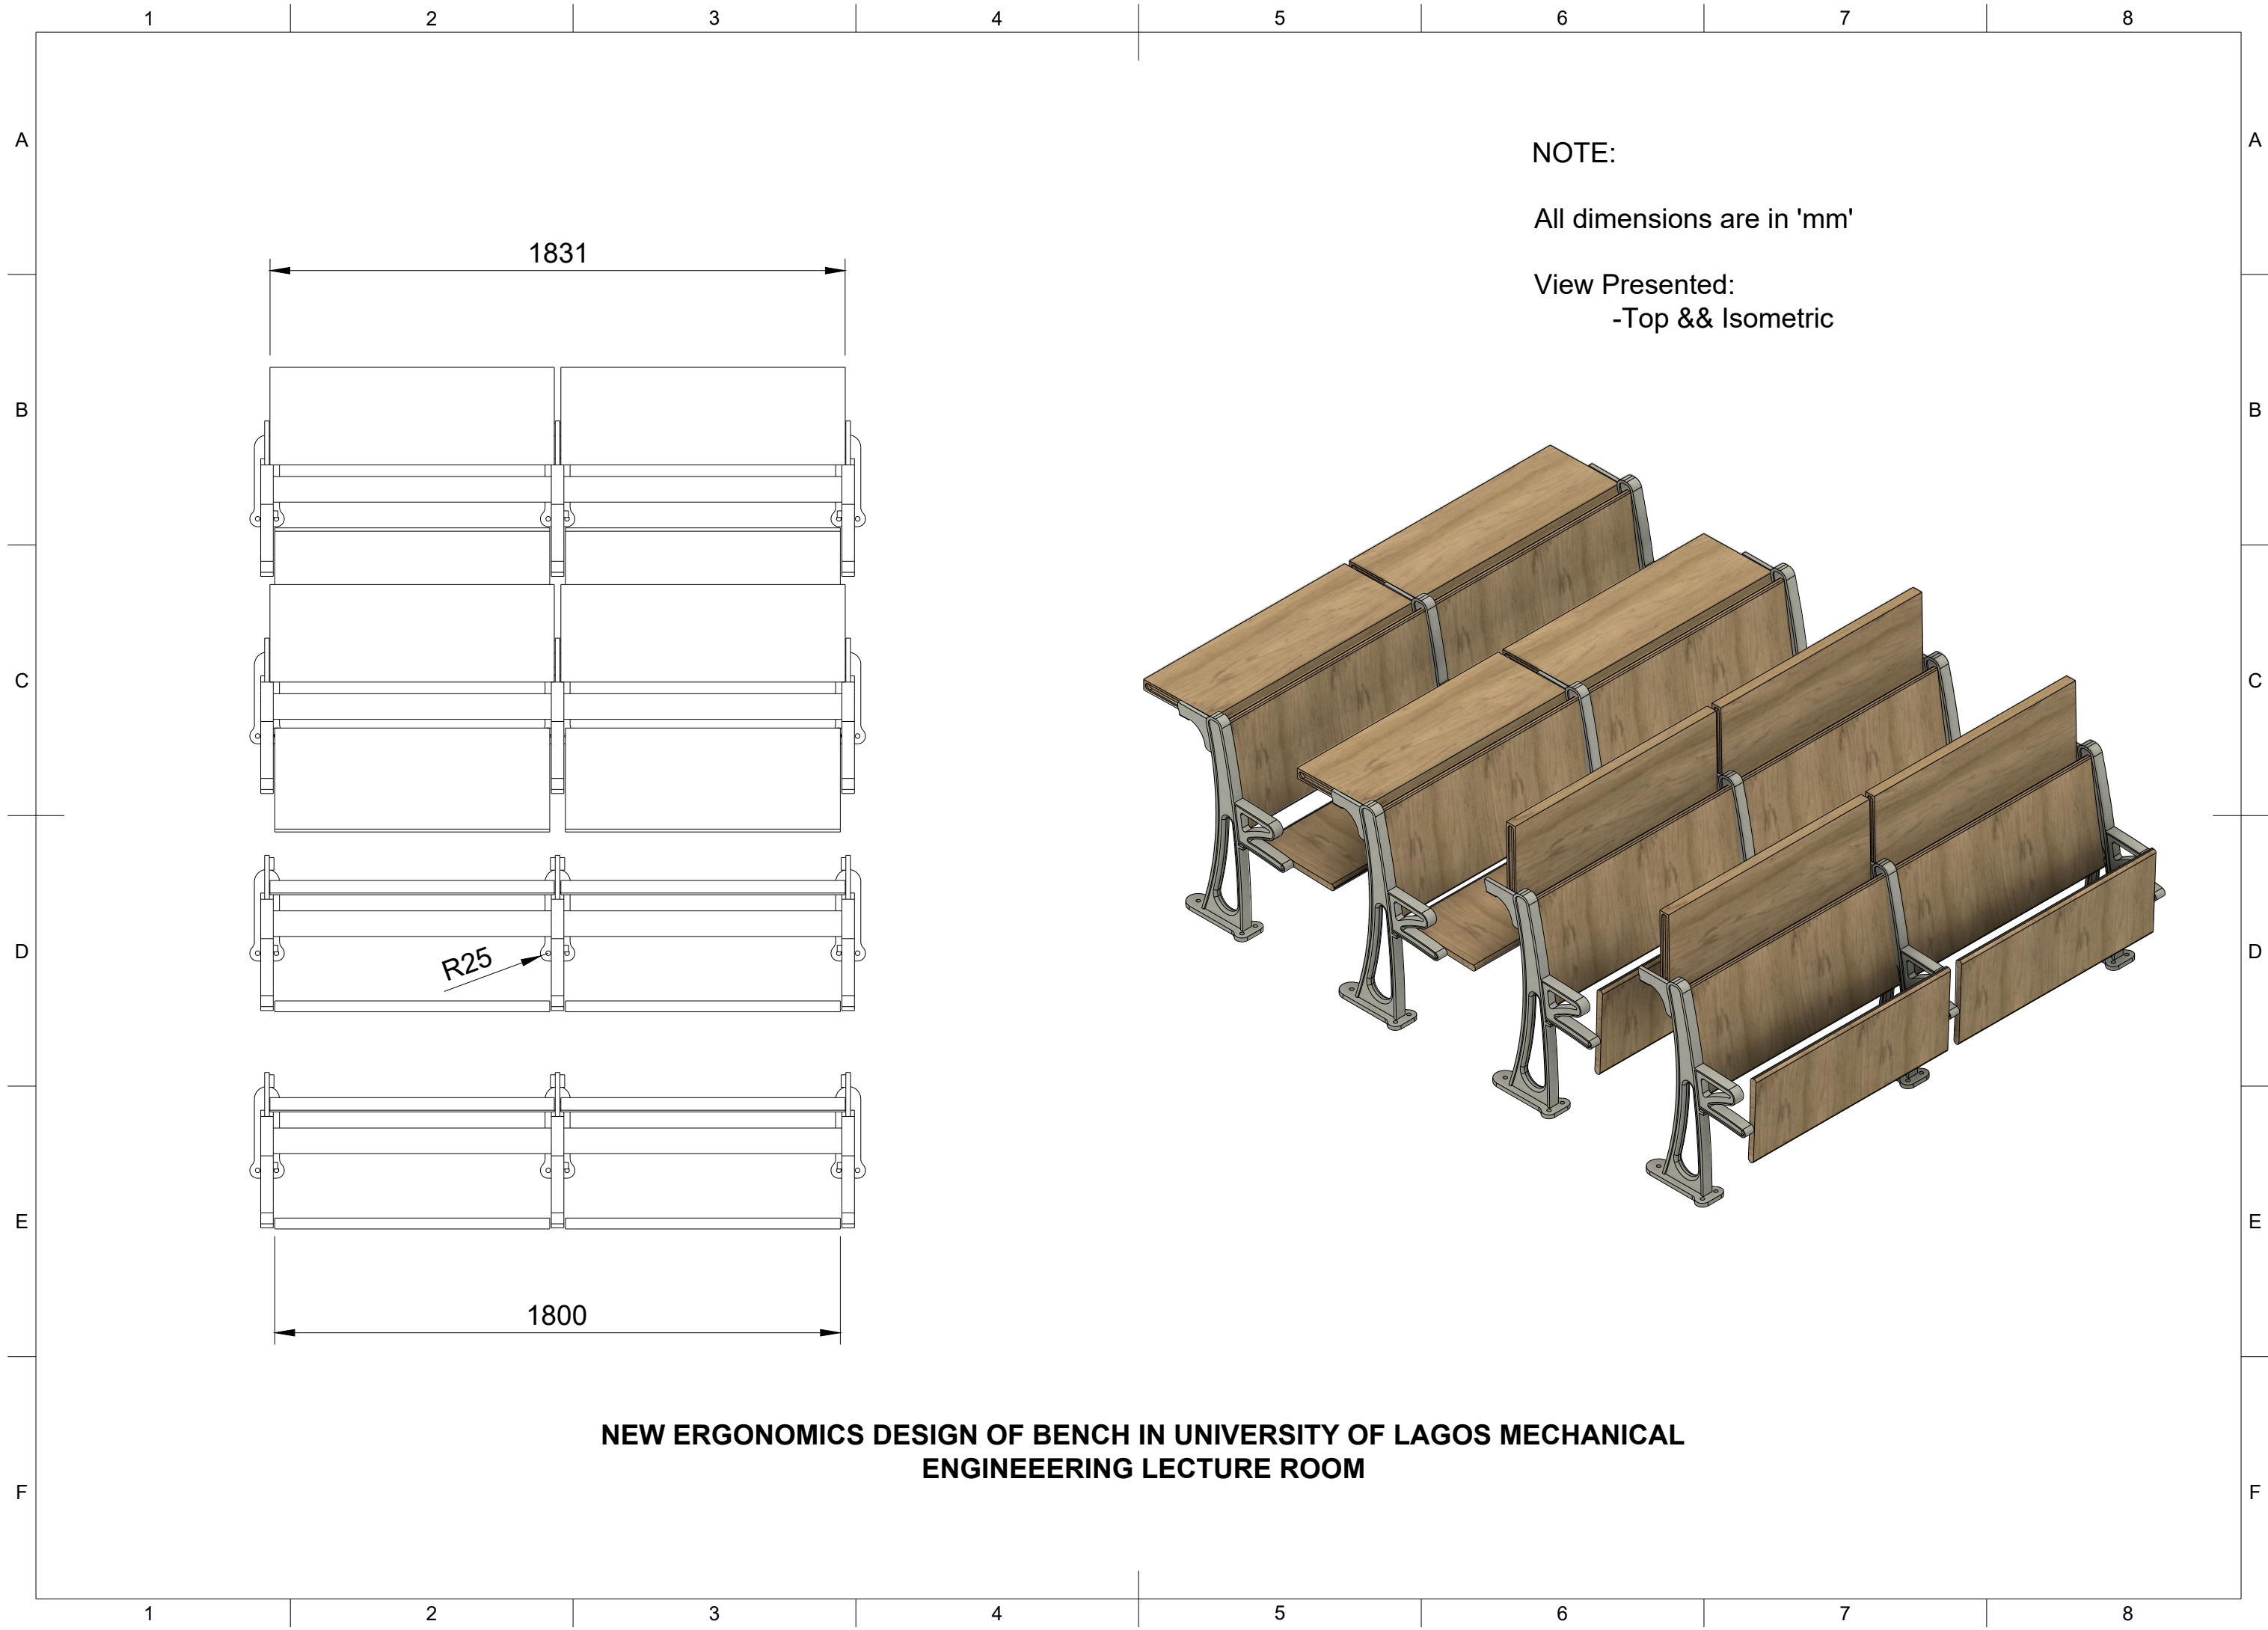 1 2 3 4 5 6 7 8
A A
NOTE:
All dimensions are in 'mm'
1831
View Presented:
-Top && Isometric
B B
C C
R25
D D
E E
1800
NEW ERGONOMICS DESIGN OF BENCH IN UNIVERSITY OF LAGOS MECHANICAL
ENGINEEERING LECTURE ROOM
F F
1 2 3 4 5 6 7 8